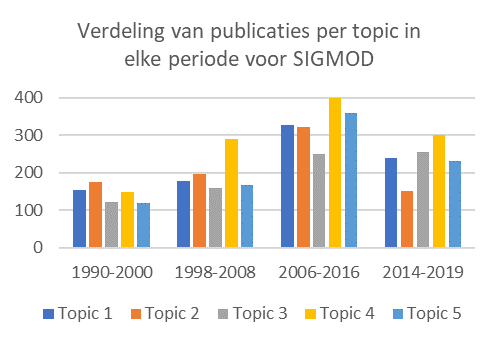 Verdeling van publicaties per topic in
elke periode voor SIGMOD
400
300
200
100
0
1990-2000 1998-2008 2006-2016 2014-2019
Topic 1 Topic 2 Topic 3 Topic 4 Topic 5